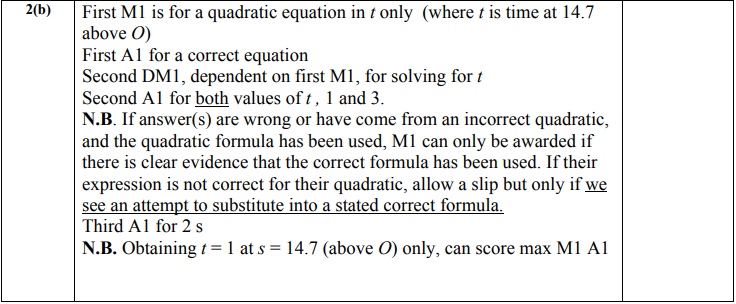 2(b)
First M1 is for a quadratic equation in t only (where t is time at 14.7
above O)
First A1 for a correct equation
Second DM1, dependent on first M1, for solving for t
Second A1 for both values of t , 1 and 3.
N.B. If answer(s) are wrong or have come from an incorrect quadratic,
and the quadratic formula has been used, M1 can only be awarded if
there is clear evidence that the correct formula has been used. If their
expression is not correct for their quadratic, allow a slip but only if we
see an attempt to substitute into a stated correct formula.
Third A1 for 2 s
N.B. Obtaining t = 1 at s = 14.7 (above O) only, can score max M1 A1